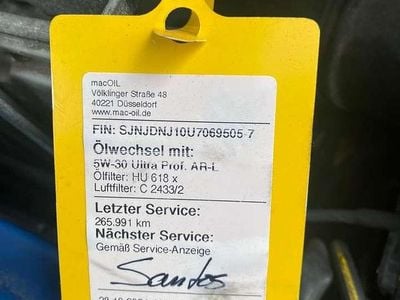 macOIL
Völklinger Straße 48
40221 Düsseldorf
www.mac-oil.de
FIN: SJNJDNJ10U7069505 7
Ölwechsel mit:
5W-30 Ultra Prof. AR-L
Ölfilter: HU 618 x
Luftfilter: C 2433/2
Letzter Service:
265.991 km
Nächster Service:
Gemäß Service-Anzeige
Santos